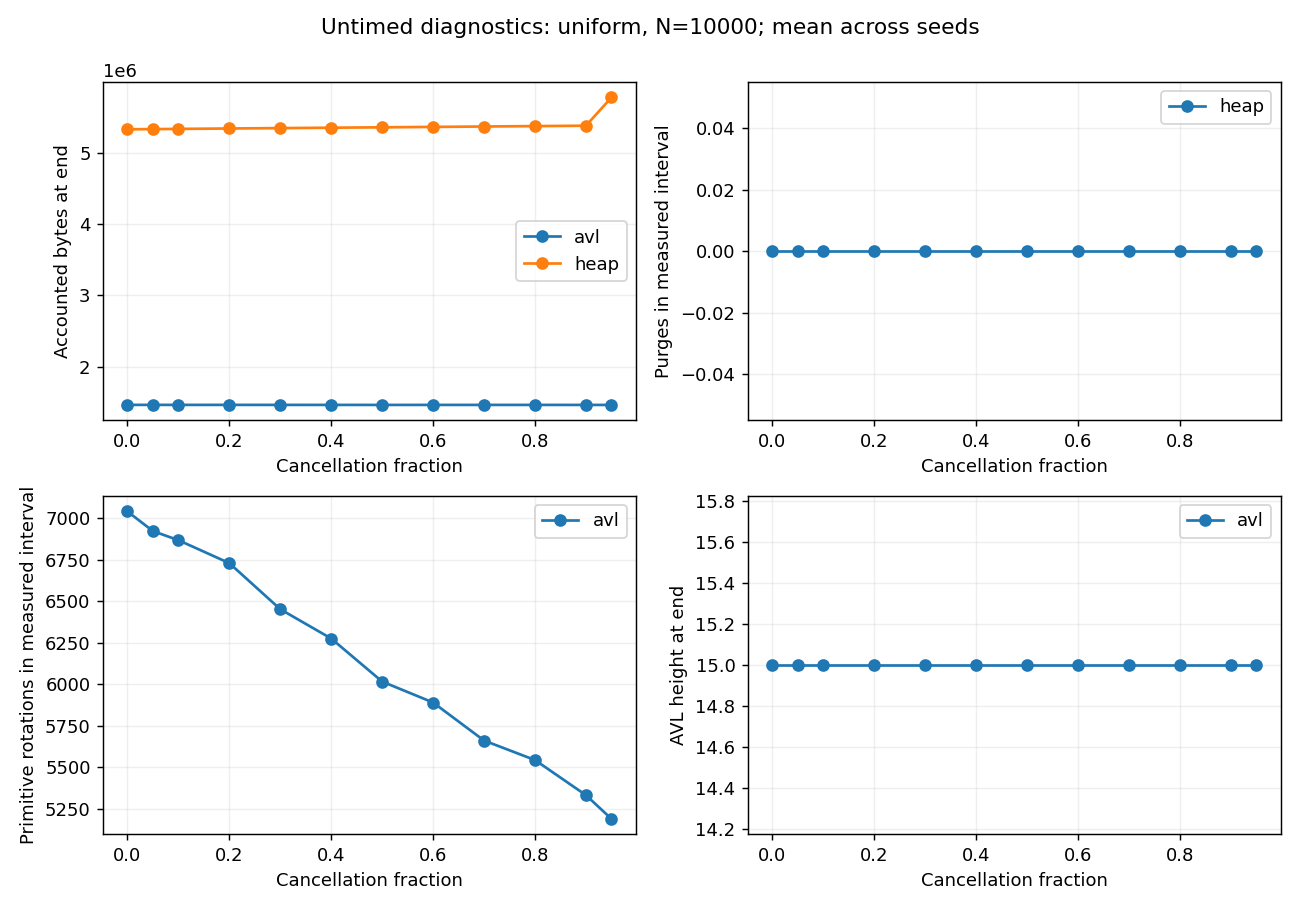 Untimed diagnostics: uniform, N=10000; mean across seeds
1e6
5
4
3
2
Accounted bytes at end
avl
heap
0.0 0.2 0.4 0.6 0.8
Cancellation fraction
0.04
0.02
0.00
−0.02
−0.04
Purges in measured interval
heap
0.0 0.2 0.4 0.6 0.8
Cancellation fraction
7000
6750
6500
6250
6000
5750
5500
5250
Primitive rotations in measured interval
avl
0.0 0.2 0.4 0.6 0.8
Cancellation fraction
15.8
15.6
15.4
15.2
15.0
14.8
14.6
14.4
14.2
AVL height at end
avl
0.0 0.2 0.4 0.6 0.8
Cancellation fraction